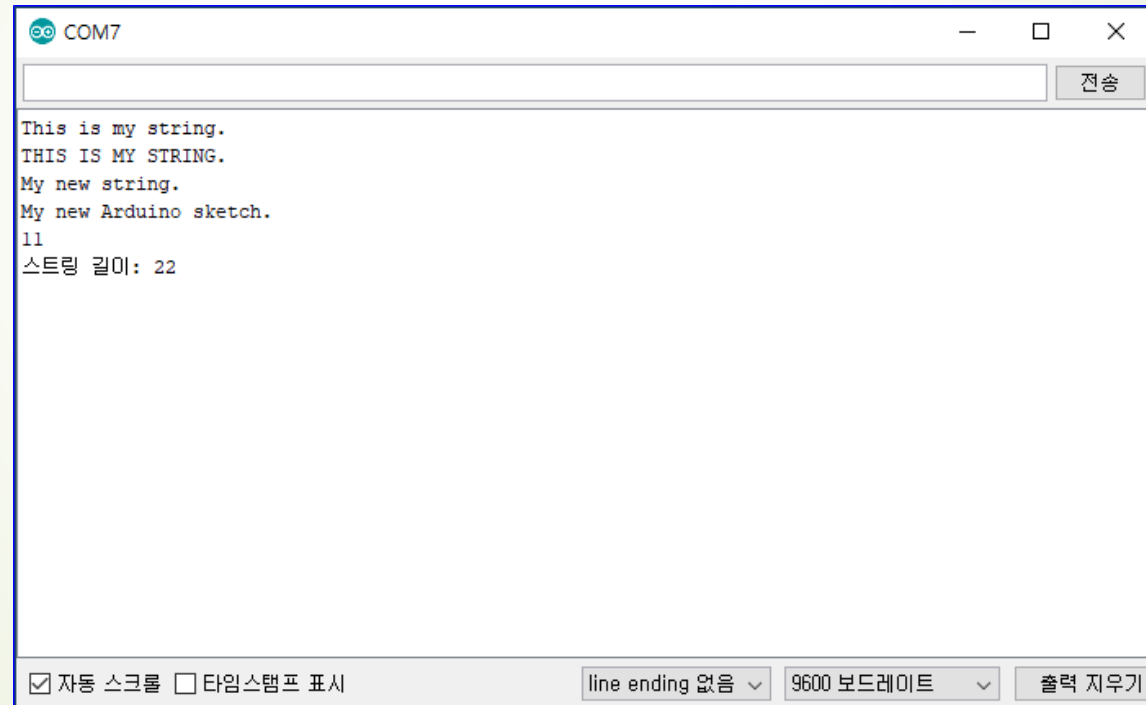 COM7
전송
This is my string.
THIS IS MY STRING.
My new string.
My new Arduino sketch.
11
스트링 길이: 22
자동 스크롤 타임스탬프 표시 line ending 없음 9600 보드레이트 출력 지우기